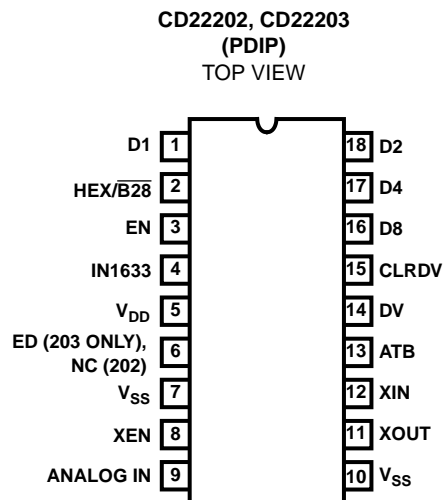 CD22202, CD22203
(PDIP)
TOP VIEW
D1 1 18 D2
HEX/B28 2 17 D4
EN 3 16 D8
IN1633 4 15 CLRDV
VDD 5 14 DV
ED (203 ONLY),
NC (202) 6 13 ATB
VSS 7 12 XIN
XEN 8 11 XOUT
ANALOG IN 9 10 VSS